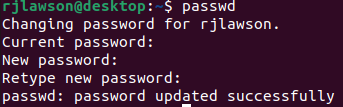 rjlawson@desktop:~$ passwd
Changing password for rjlawson.
Current password:
New password:
Retype new password:
passwd: password updated successfully